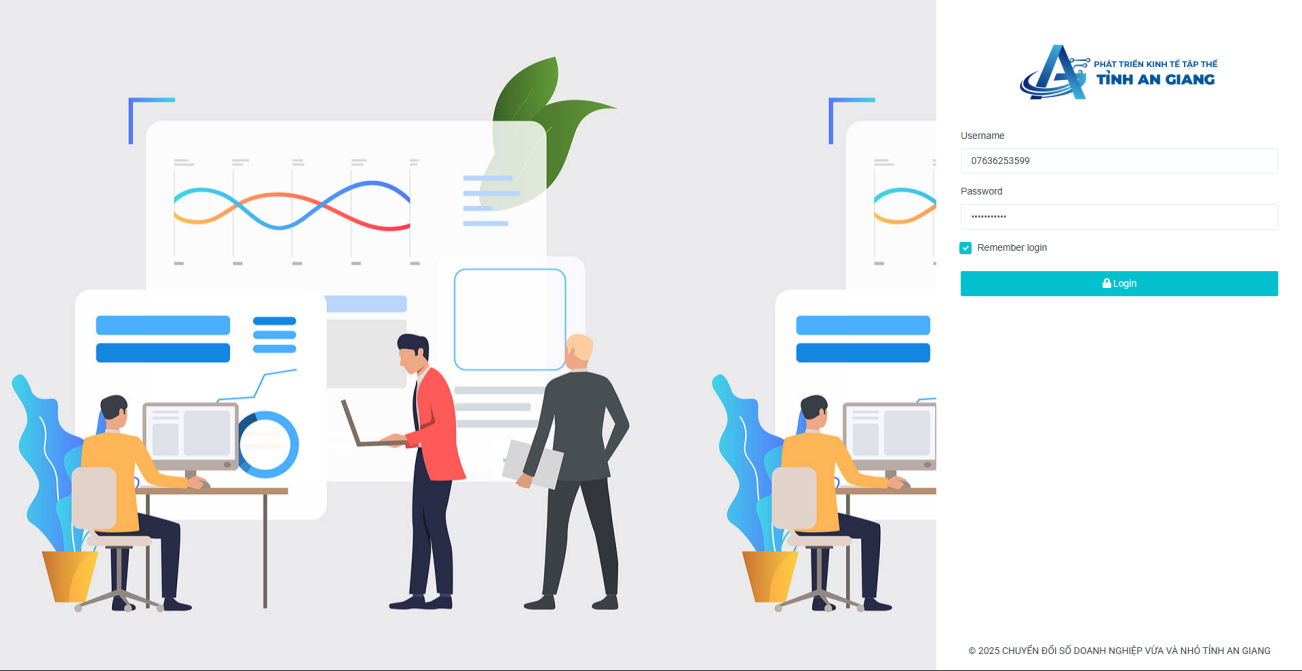 PHÁT TRIỂN KINH TẾ TẬP THỂ
TỈNH AN GIANG
Username
07636253599
Password
•••••••••••
Remember login
Login
© 2025 CHUYỂN ĐỔI SỐ DOANH NGHIỆP VỪA VÀ NHỎ TỈNH AN GIANG